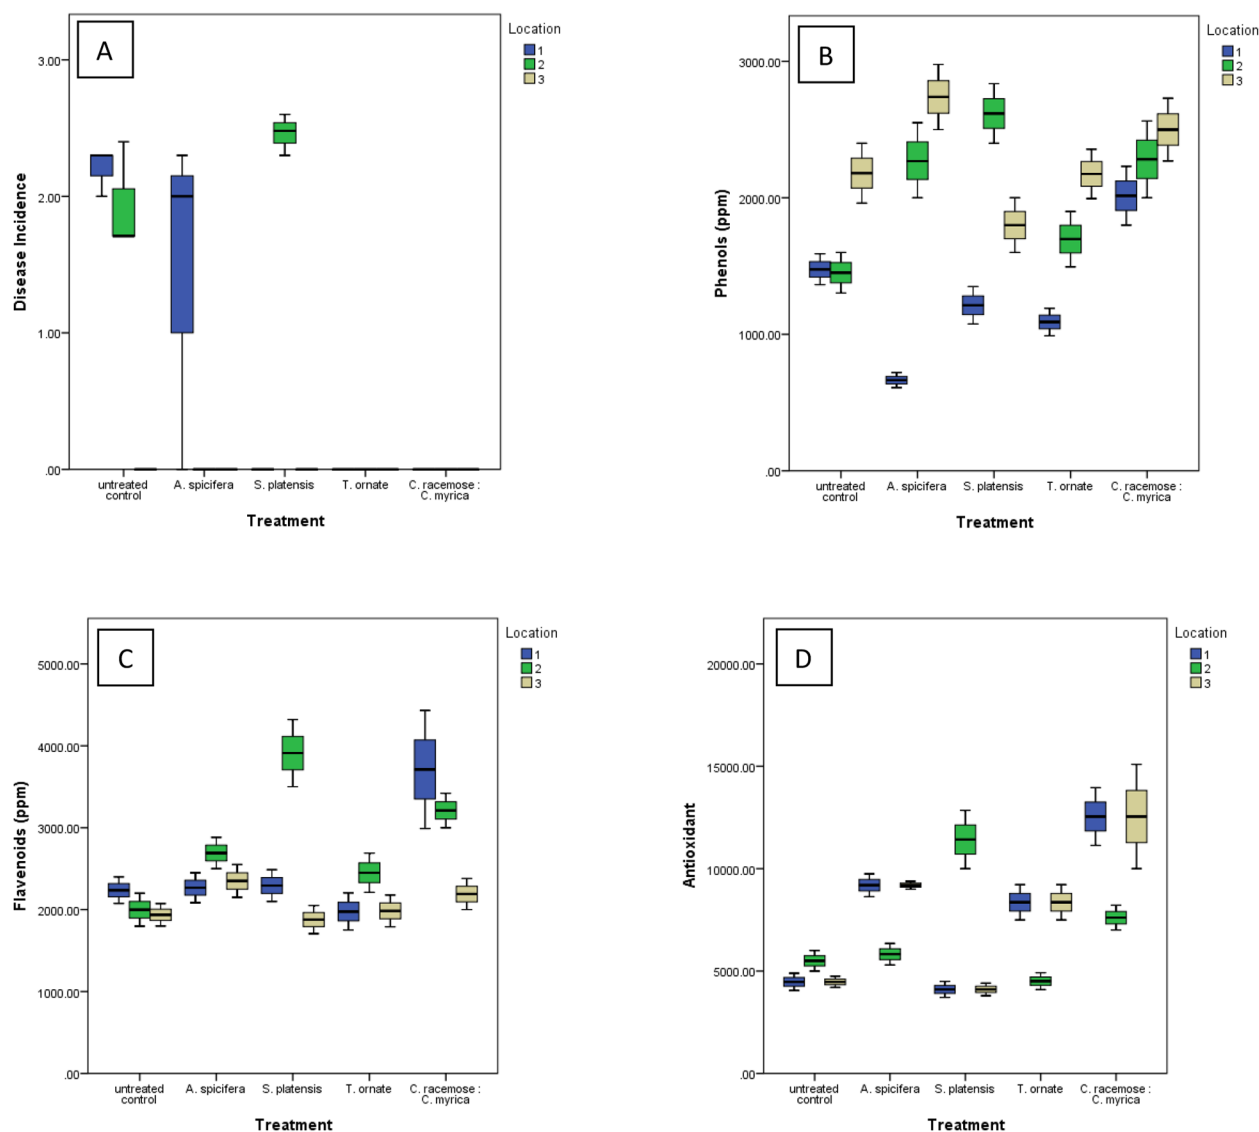 A
Location
1
2
3
3.00
2.00
1.00
.00
Disease Incidence
untreated
control
A. spicifera
S. platensis
T. ornate
C. racemose :
C. myrica
Treatment
B
Location
1
2
3
3000.00
2000.00
1000.00
.00
Phenols (ppm)
untreated
control
A. spicifera
S. platensis
T. ornate
C. racemose :
C. myrica
Treatment
C
Location
1
2
3
5000.00
4000.00
3000.00
2000.00
1000.00
.00
Flavenoids (ppm)
untreated
control
A. spicifera
S. platensis
T. ornate
C. racemose :
C. myrica
Treatment
D
Location
1
2
3
20000.00
15000.00
10000.00
5000.00
.00
Antioxidant
untreated
control
A. spicifera
S. platensis
T. ornate
C. racemose :
C. myrica
Treatment